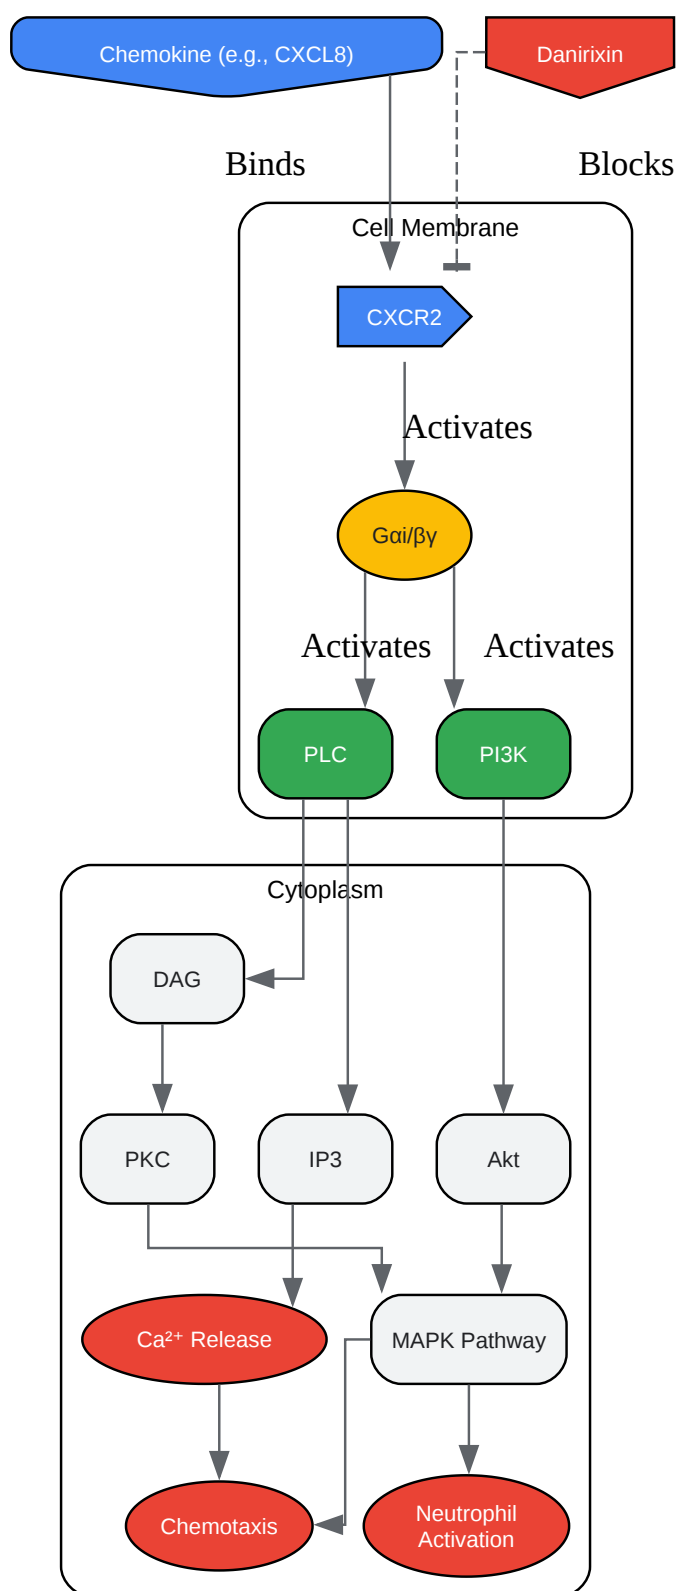 Chemokine (e.g., CXCL8)
Danirixin
Binds
Blocks
Cell Membrane
CXCR2
Activates
Gαi/βγ
Activates
Activates
PLC
PI3K
Cytoplasm
DAG
PKC
IP3
Akt
Ca²⁺ Release
MAPK Pathway
Chemotaxis
Neutrophil
Activation